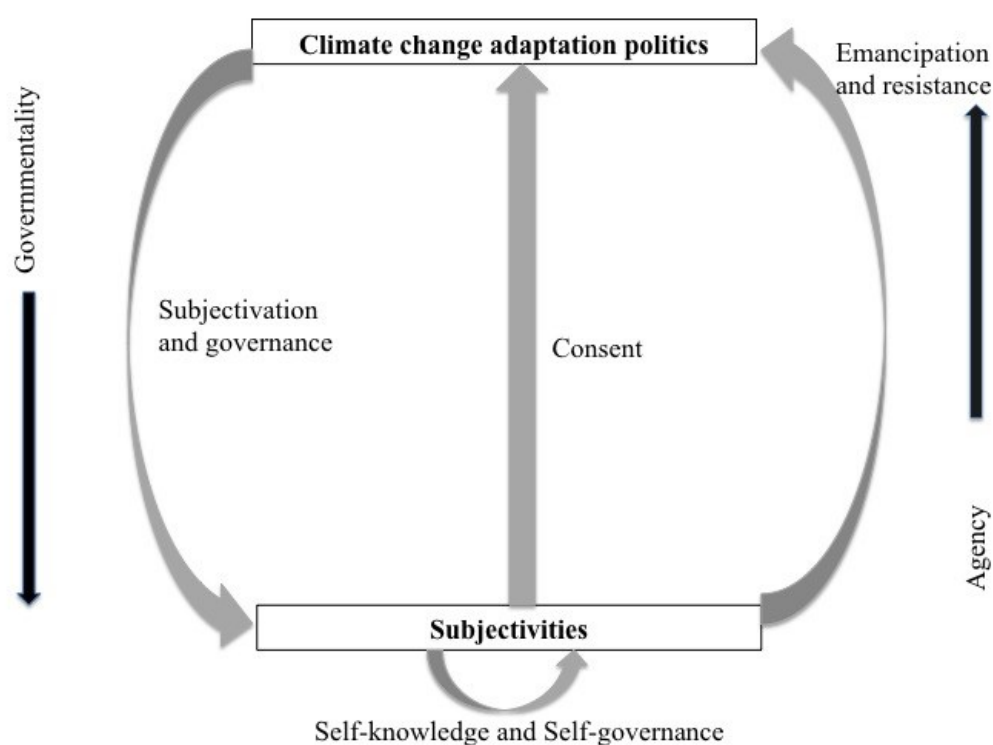 Climate change adaptation politics
Emancipation
and resistance
Governmentality
Subjectivation
and governance
Consent
Agency
Subjectivities
Self-knowledge and Self-governance